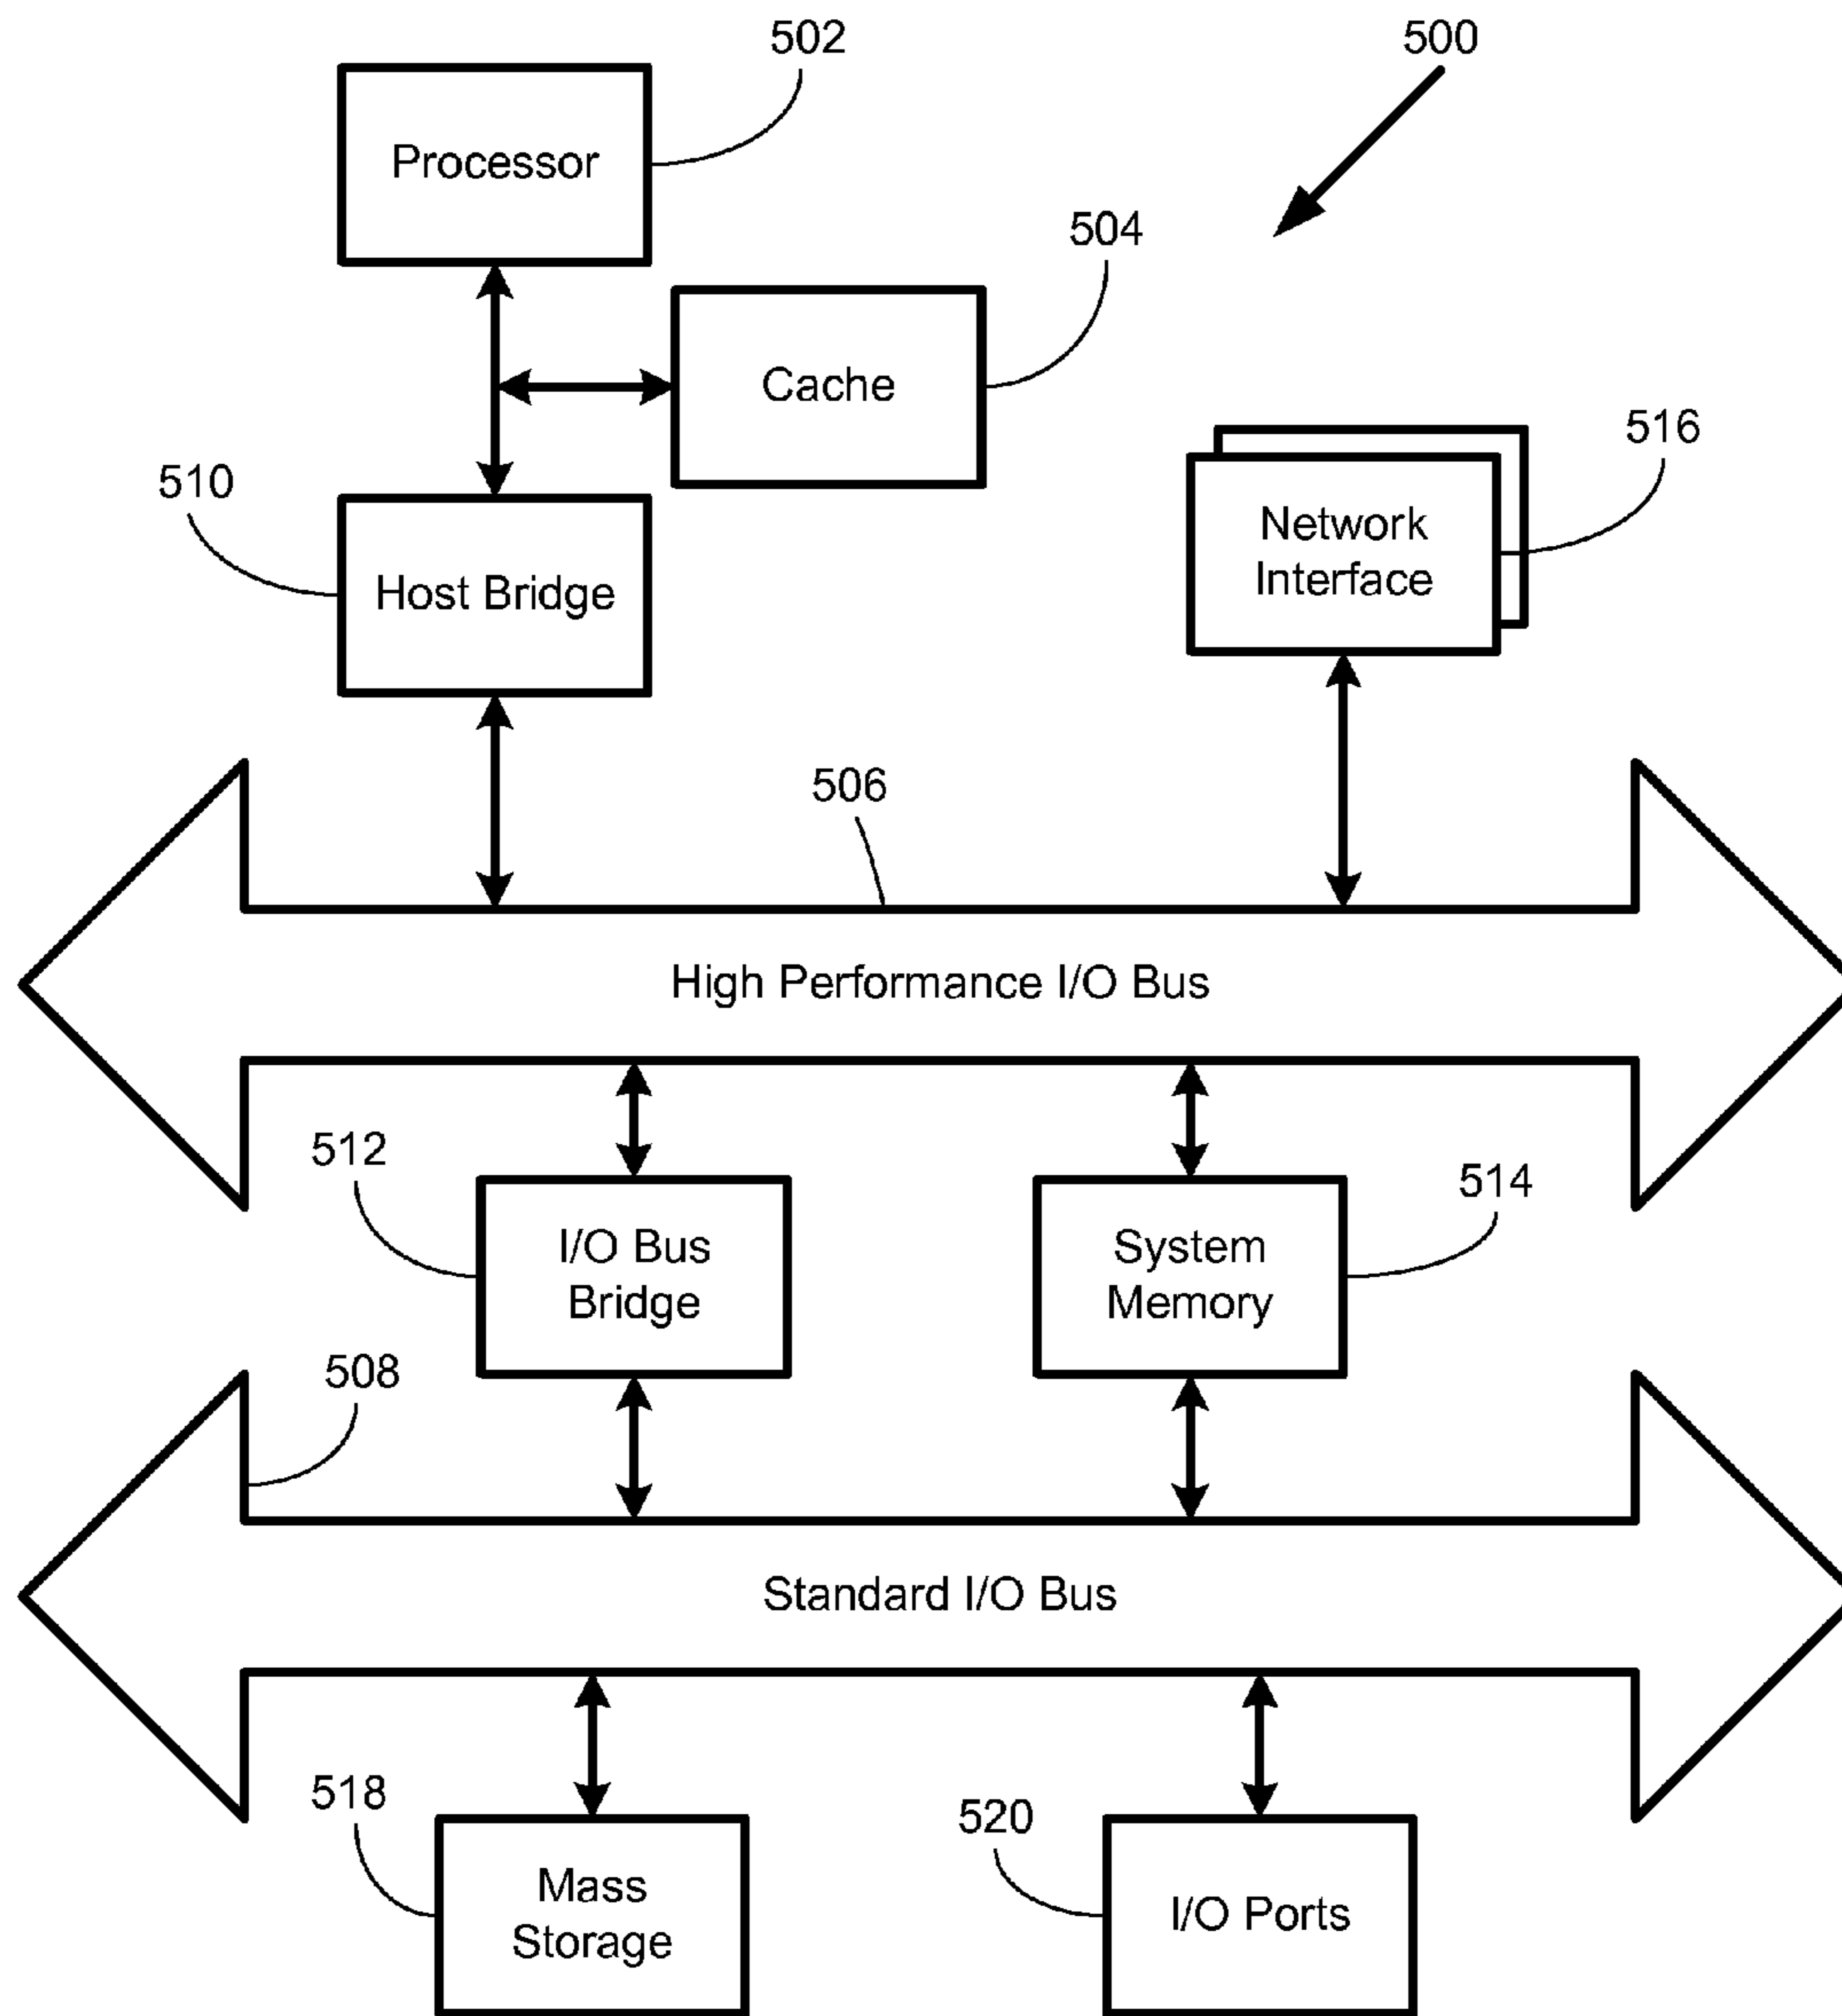 502
500
Processor
504
Cache
516
510
Network
Interface
Host Bridge
506
High Performance I/O Bus
512
514
I/O Bus
Bridge
System
Memory
508
Standard I/O Bus
518
520
Mass
Storage
I/O Ports